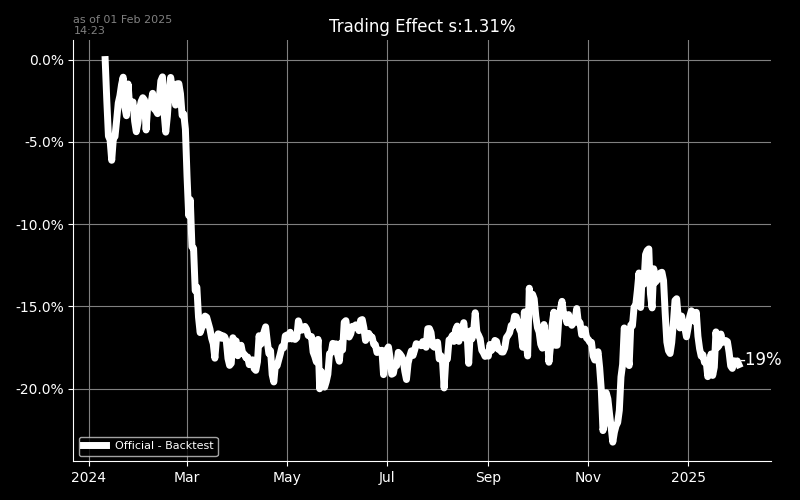 as of 01 Feb 2025
14:23
Trading Effect s:1.31%
0.0%
-5.0%
-10.0%
-15.0%
-20.0%
-19%
Official - Backtest
2024 Mar May Jul Sep Nov 2025